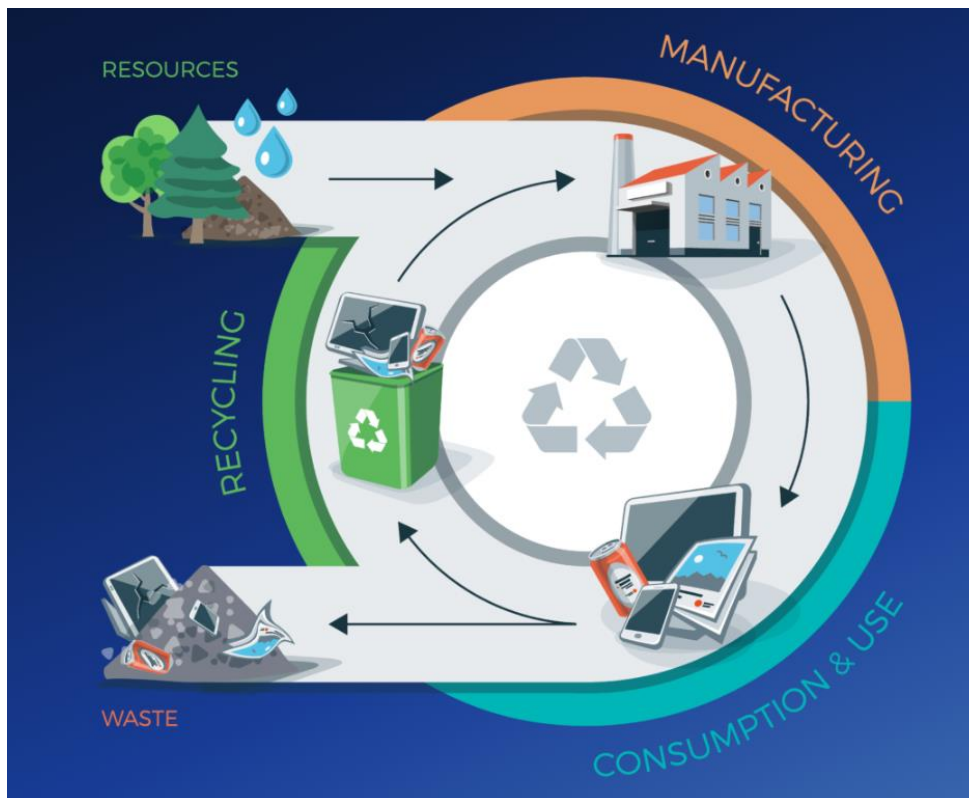 RESOURCES
MANUFACTURING
RECYCLING
CONSUMPTION & USE
WASTE